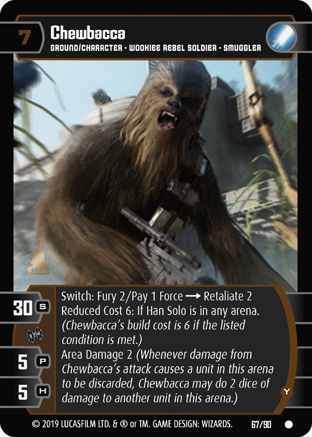 7
Chewbacca
GROUND/CHARACTER • WOOKIEE REBEL SOLDIER • SMUGGLER
30 S
5 P
5 H
Switch: Fury 2/Pay 1 Force → Retaliate 2
Reduced Cost 6: If Han Solo is in any arena.
(Chewbacca's build cost is 6 if the listed
condition is met.)
Area Damage 2 (Whenever damage from
Chewbacca's attack causes a unit in this arena
to be discarded, Chewbacca may do 2 dice of
damage to another unit in this arena.)
Y
© 2019 LUCASFILM LTD. & ® or TM. GAME DESIGN: WIZARDS.
67/90